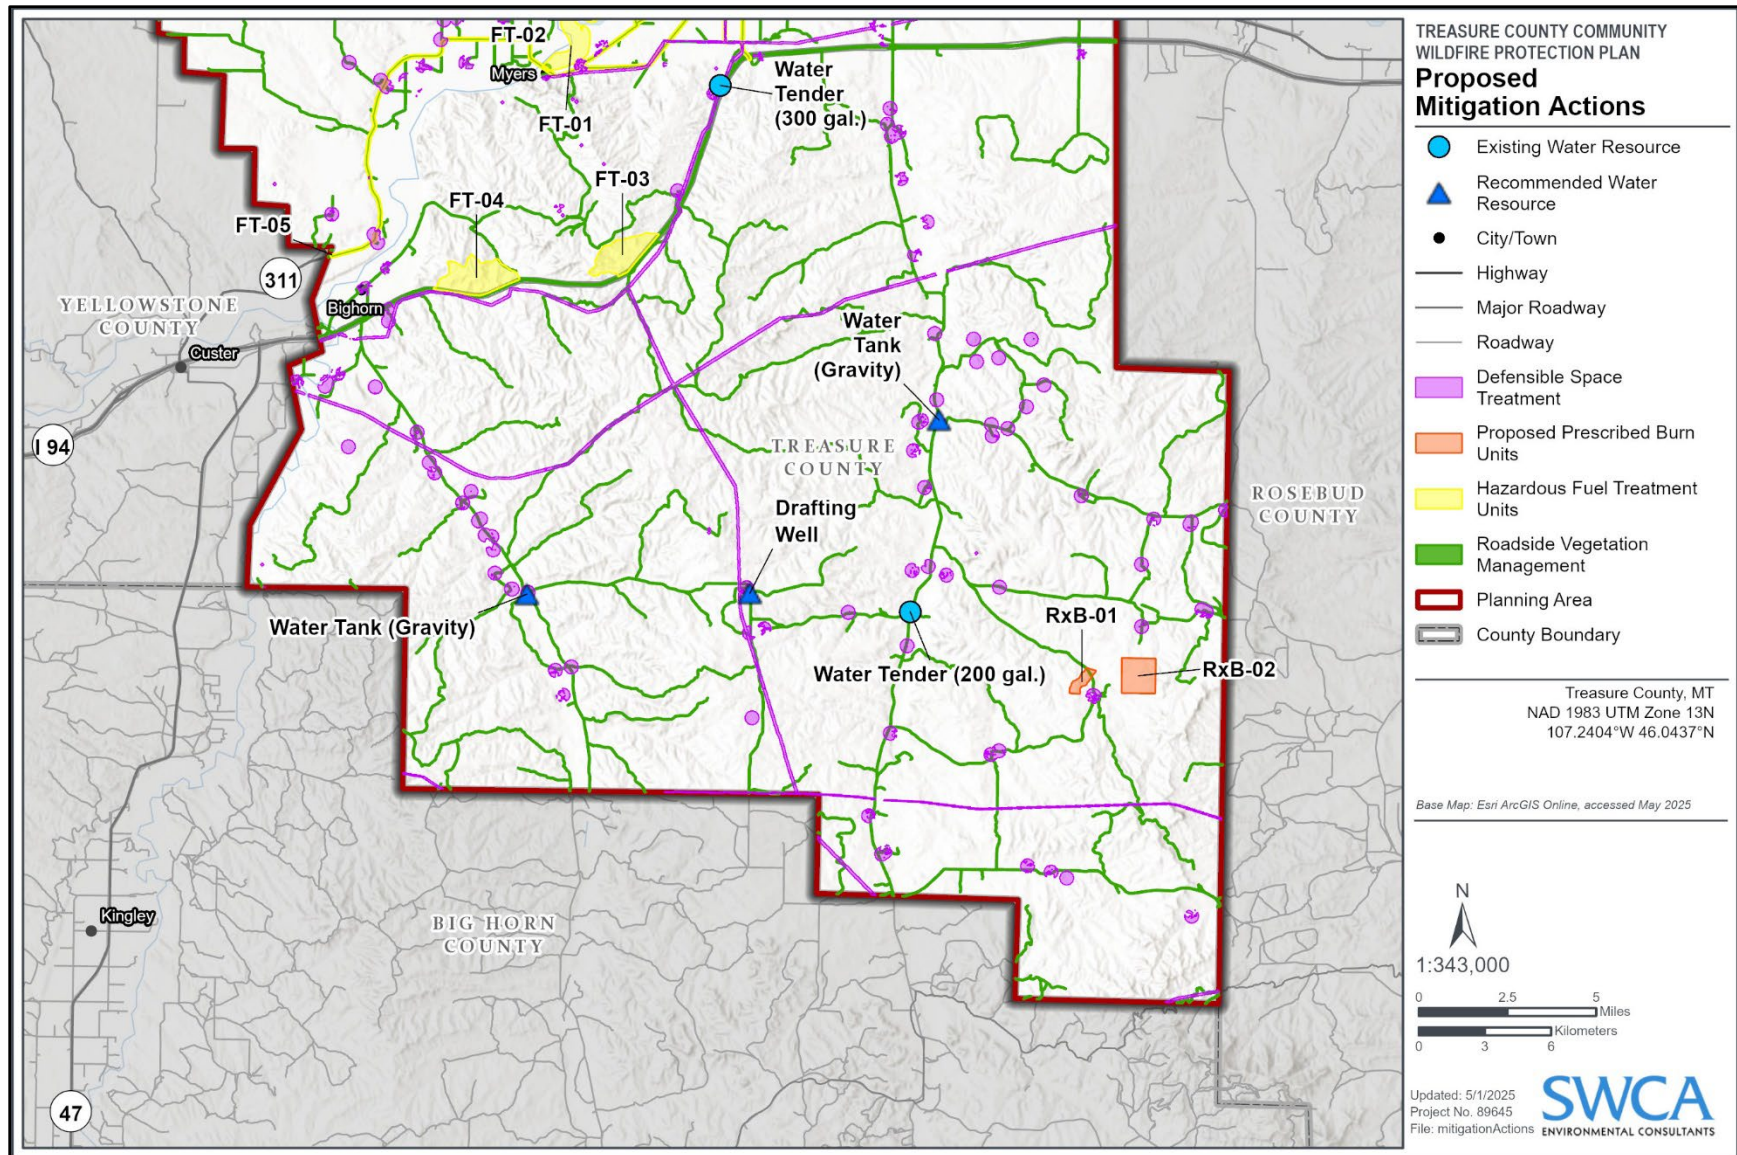 FT-02
Myers
FT-01
Water
Tender
(300 gal.)
FT-03
FT-04
FT-05
311
YELLOWSTONE
COUNTY
Bighorn
Custer
I 94
Water
Tank
(Gravity)
TREASURE
COUNTY
ROSEBUD
COUNTY
Drafting
Well
Water Tank (Gravity)
RxB-01
Water Tender (200 gal.)
RxB-02
Kingley
BIG HORN
COUNTY
47
TREASURE COUNTY COMMUNITY
WILDFIRE PROTECTION PLAN
Proposed
Mitigation Actions
Existing Water Resource
Recommended Water
Resource
City/Town
Highway
Major Roadway
Roadway
Defensible Space
Treatment
Proposed Prescribed Burn
Units
Hazardous Fuel Treatment
Units
Roadside Vegetation
Management
Planning Area
County Boundary
Treasure County, MT
NAD 1983 UTM Zone 13N
107.2404°W 46.0437°N
Base Map: Esri ArcGIS Online, accessed May 2025
N
1:343,000
0 2.5 5
Miles
Kilometers
0 3 6
Updated: 5/1/2025
Project No. 89645
File: mitigationActions
SWCA
ENVIRONMENTAL CONSULTANTS